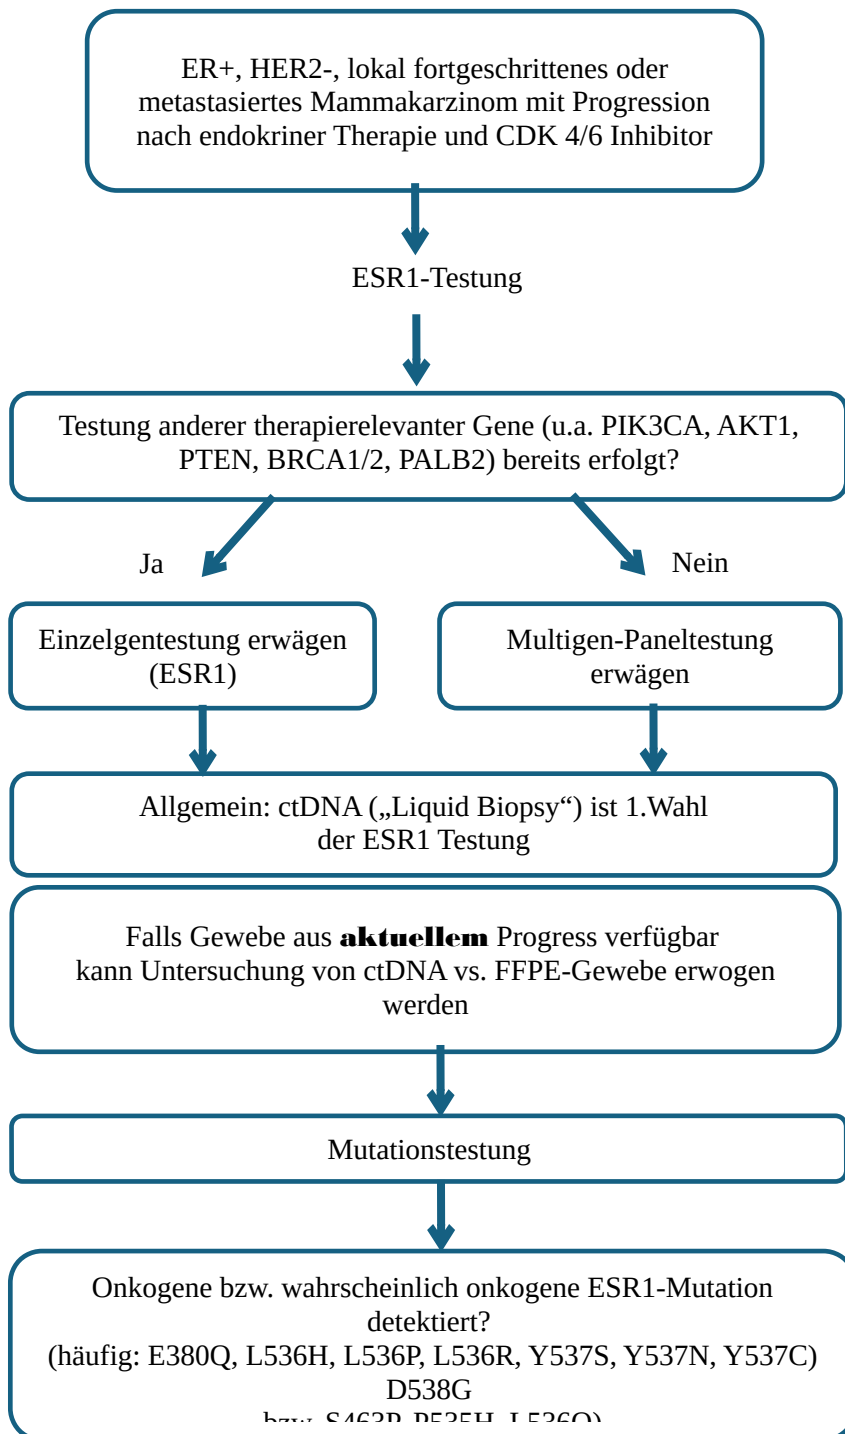 ER+, HER2-, lokal fortgeschrittenes oder
metastasiertes Mammakarzinom mit Progression
nach endokriner Therapie und CDK 4/6 Inhibitor
ESR1-Testung
Testung anderer therapierelevanter Gene (u.a. PIK3CA, AKT1,
PTEN, BRCA1/2, PALB2) bereits erfolgt?
Ja
Nein
Einzelgentestung erwägen
(ESR1)
Multigen-Paneltestung
erwägen
Allgemein: ctDNA („Liquid Biopsy“) ist 1.Wahl
der ESR1 Testung
Falls Gewebe aus aktuellem Progress verfügbar
kann Untersuchung von ctDNA vs. FFPE-Gewebe erwogen
werden
Mutationstestung
Onkogene bzw. wahrscheinlich onkogene ESR1-Mutation
detektiert?
(häufig: E380Q, L536H, L536P, L536R, Y537S, Y537N, Y537C)
D538G
bzw. S463P, P535H, L536Q)